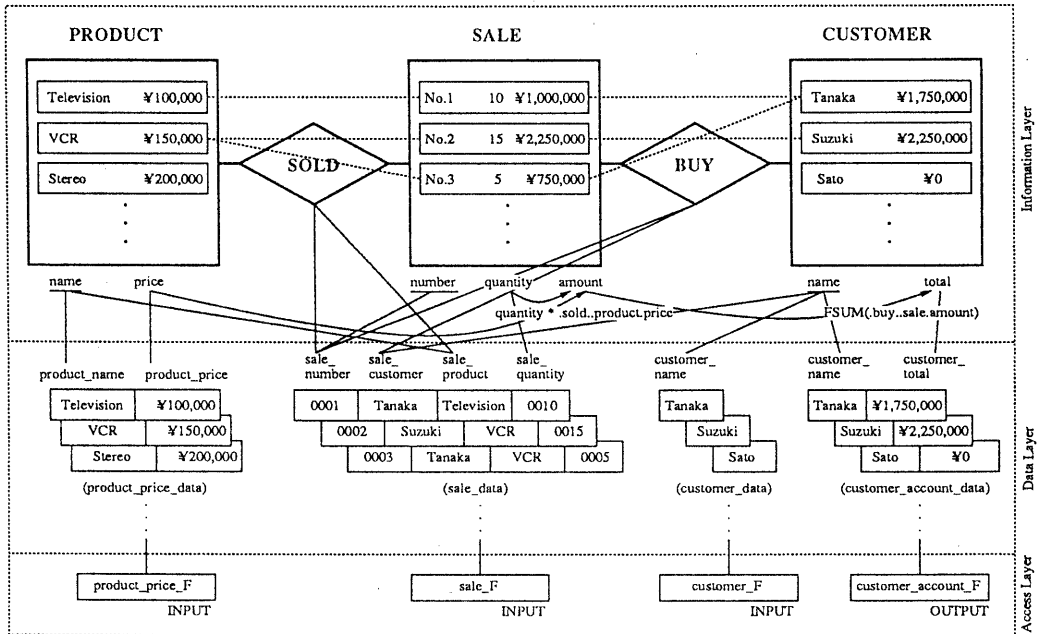 PRODUCT
SALE
CUSTOMER
Television ¥100,000
No.1 10 ¥1,000,000
Tanaka ¥1,750,000
VCR ¥150,000
No.2 15 ¥2,250,000
Suzuki ¥2,250,000
SOLD
BUY
Stereo ¥200,000
No.3 5 ¥750,000
Sato ¥0
Information Layer
name
price
number
quantity
amount
name
total
quantity * .sold..product.price
FSUM(.buy..sale.amount)
product_name
product_price
sale_
number
sale_
customer
sale_
product
sale_
quantity
customer_
name
customer_
name
customer_
total
Television ¥100,000
0001 Tanaka Television 0010
Tanaka
Tanaka ¥1,750,000
VCR ¥150,000
0002 Suzuki VCR 0015
Suzuki
Suzuki ¥2,250,000
Stereo ¥200,000
0003 Tanaka VCR 0005
Sato
Sato ¥0
(product_price_data)
(sale_data)
(customer_data)
(customer_account_data)
Data Layer
product_price_F
sale_F
customer_F
customer_account_F
INPUT
INPUT
INPUT
OUTPUT
Access Layer